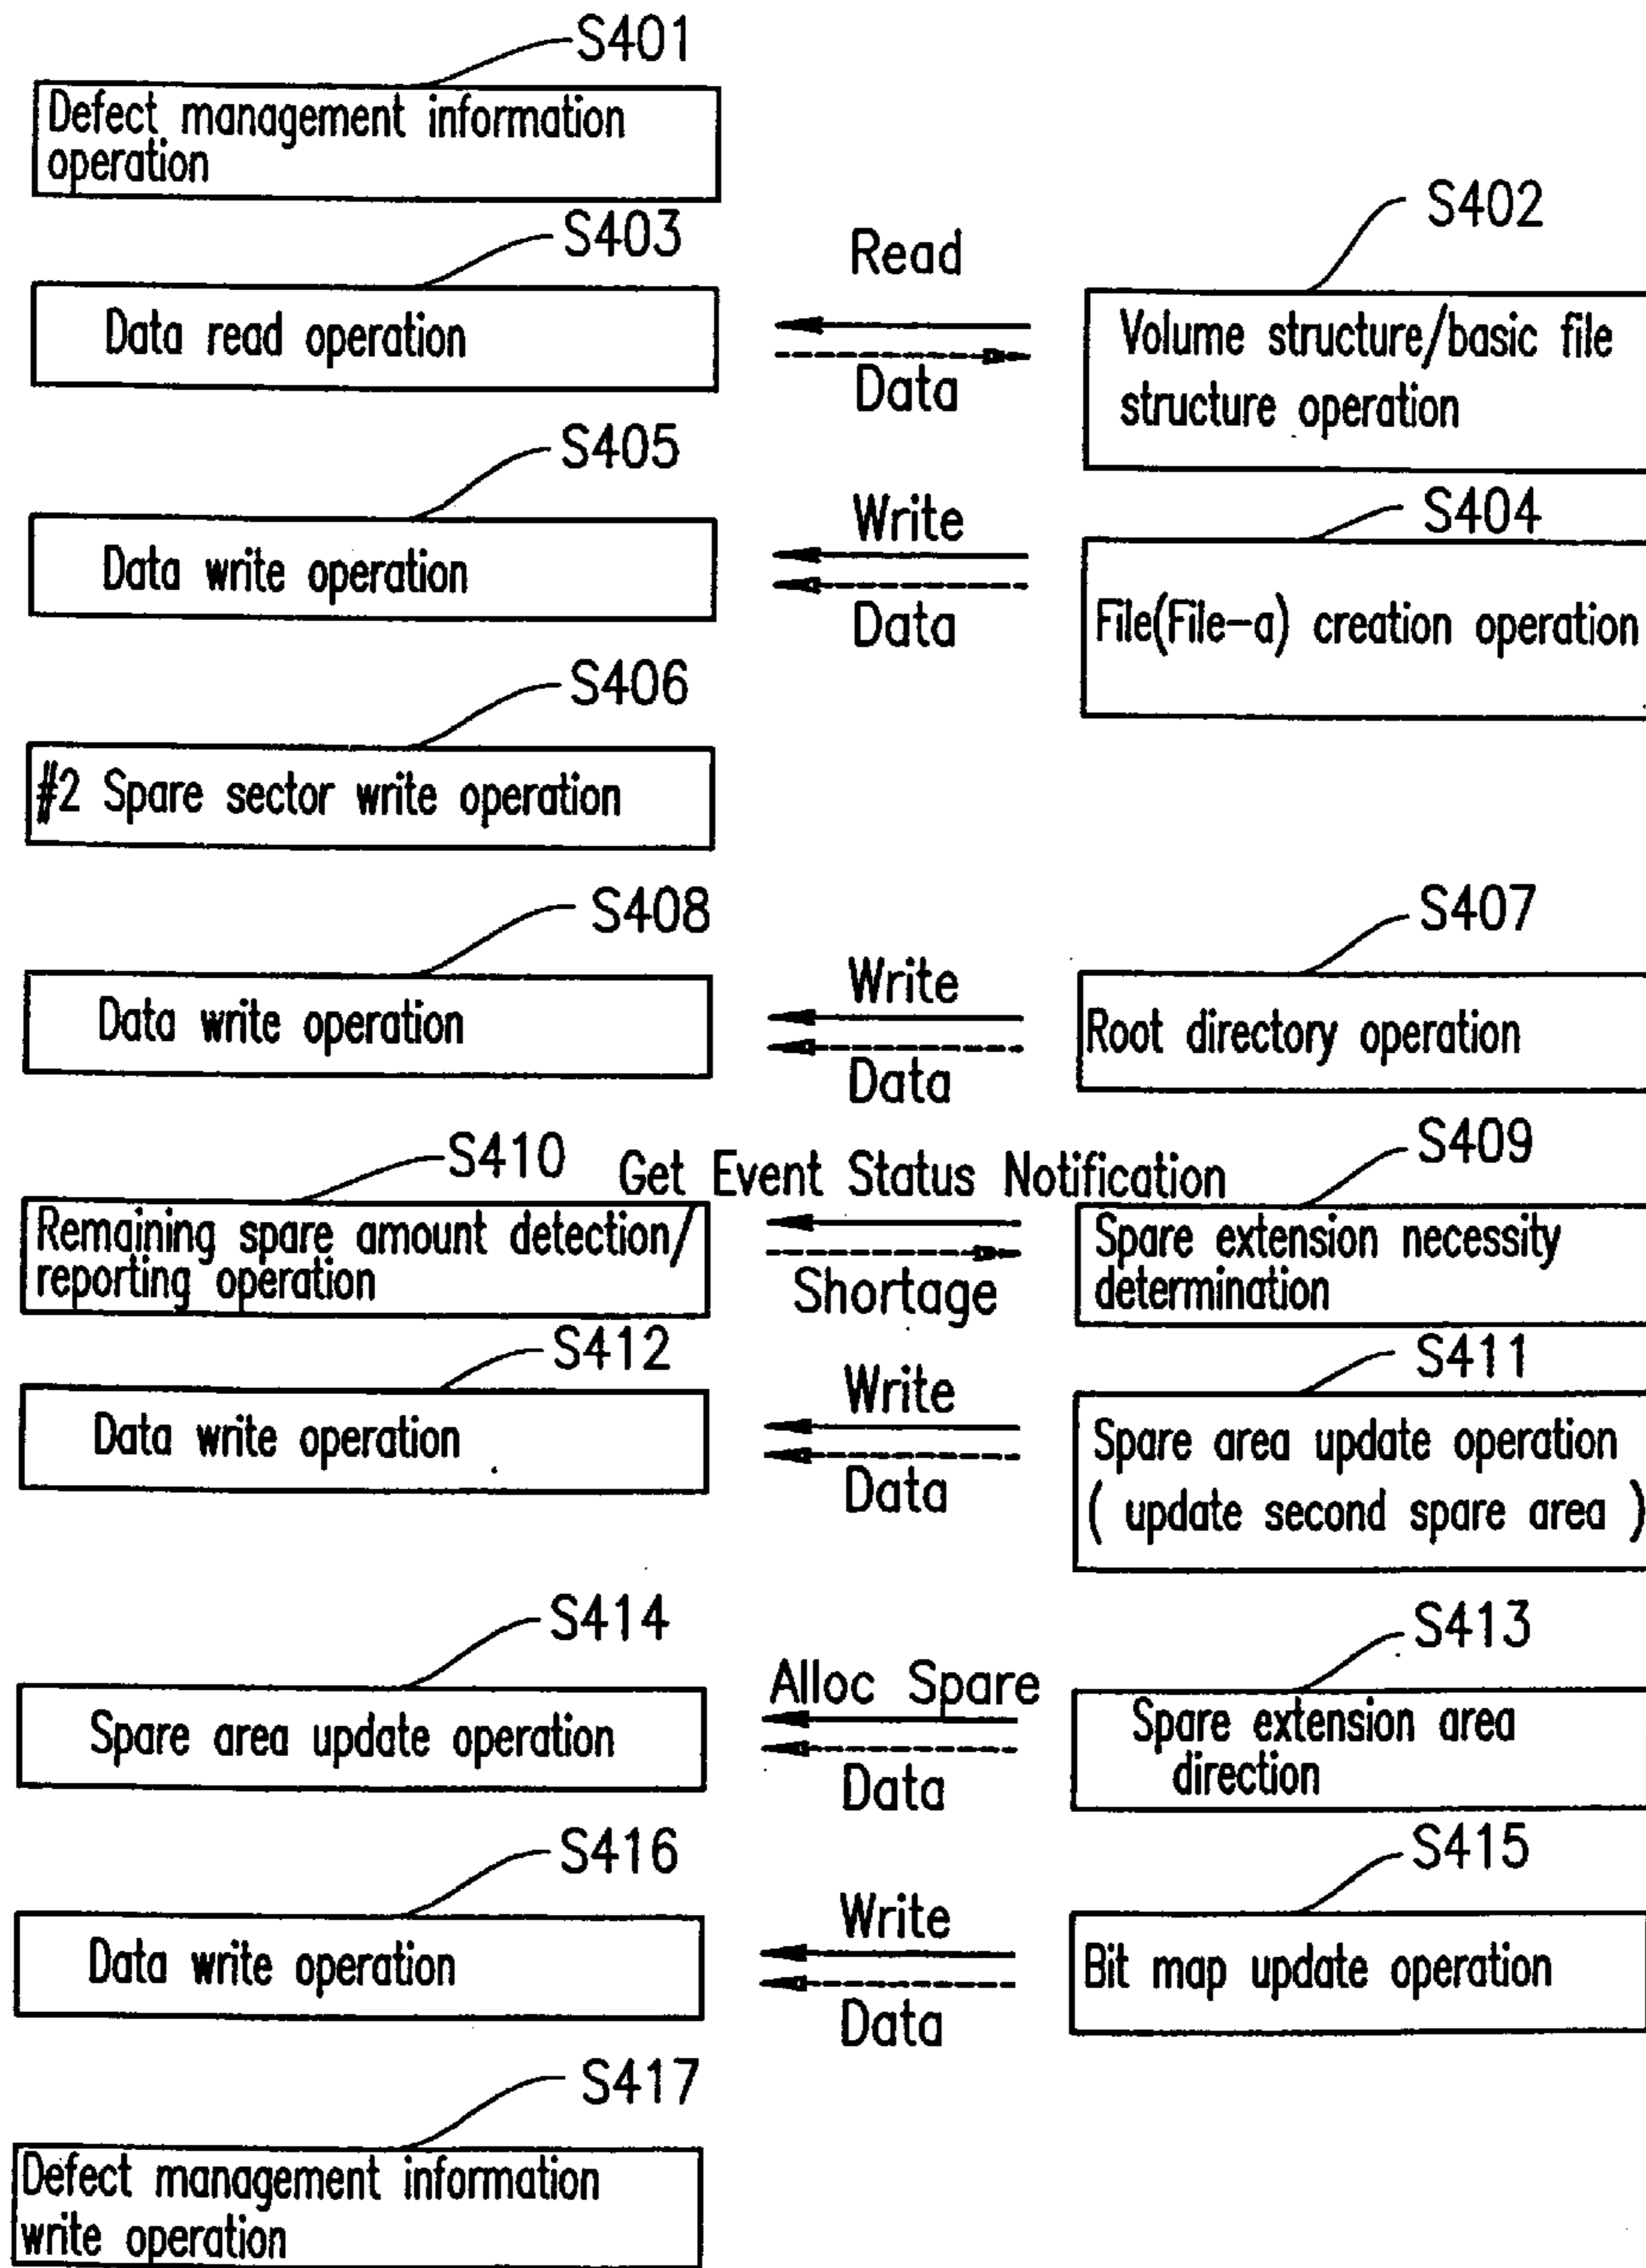 S401
Defect management information
operation
S403
Read
S402
Data read operation
Data
Volume structure/basic file
structure operation
S405
Write
S404
Data write operation
Data
File(File-a) creation operation
S406
#2 Spare sector write operation
S408
Write
S407
Data write operation
Data
Root directory operation
S410
Get Event Status Notification
S409
Remaining spare amount detection/
reporting operation
Shortage
Spare extension necessity
determination
S412
Write
S411
Data write operation
Data
Spare area update operation
( update second spare area )
S414
Alloc Spare
S413
Spare area update operation
Data
Spare extension area
direction
S416
Write
S415
Data write operation
Data
Bit map update operation
S417
Defect management information
write operation